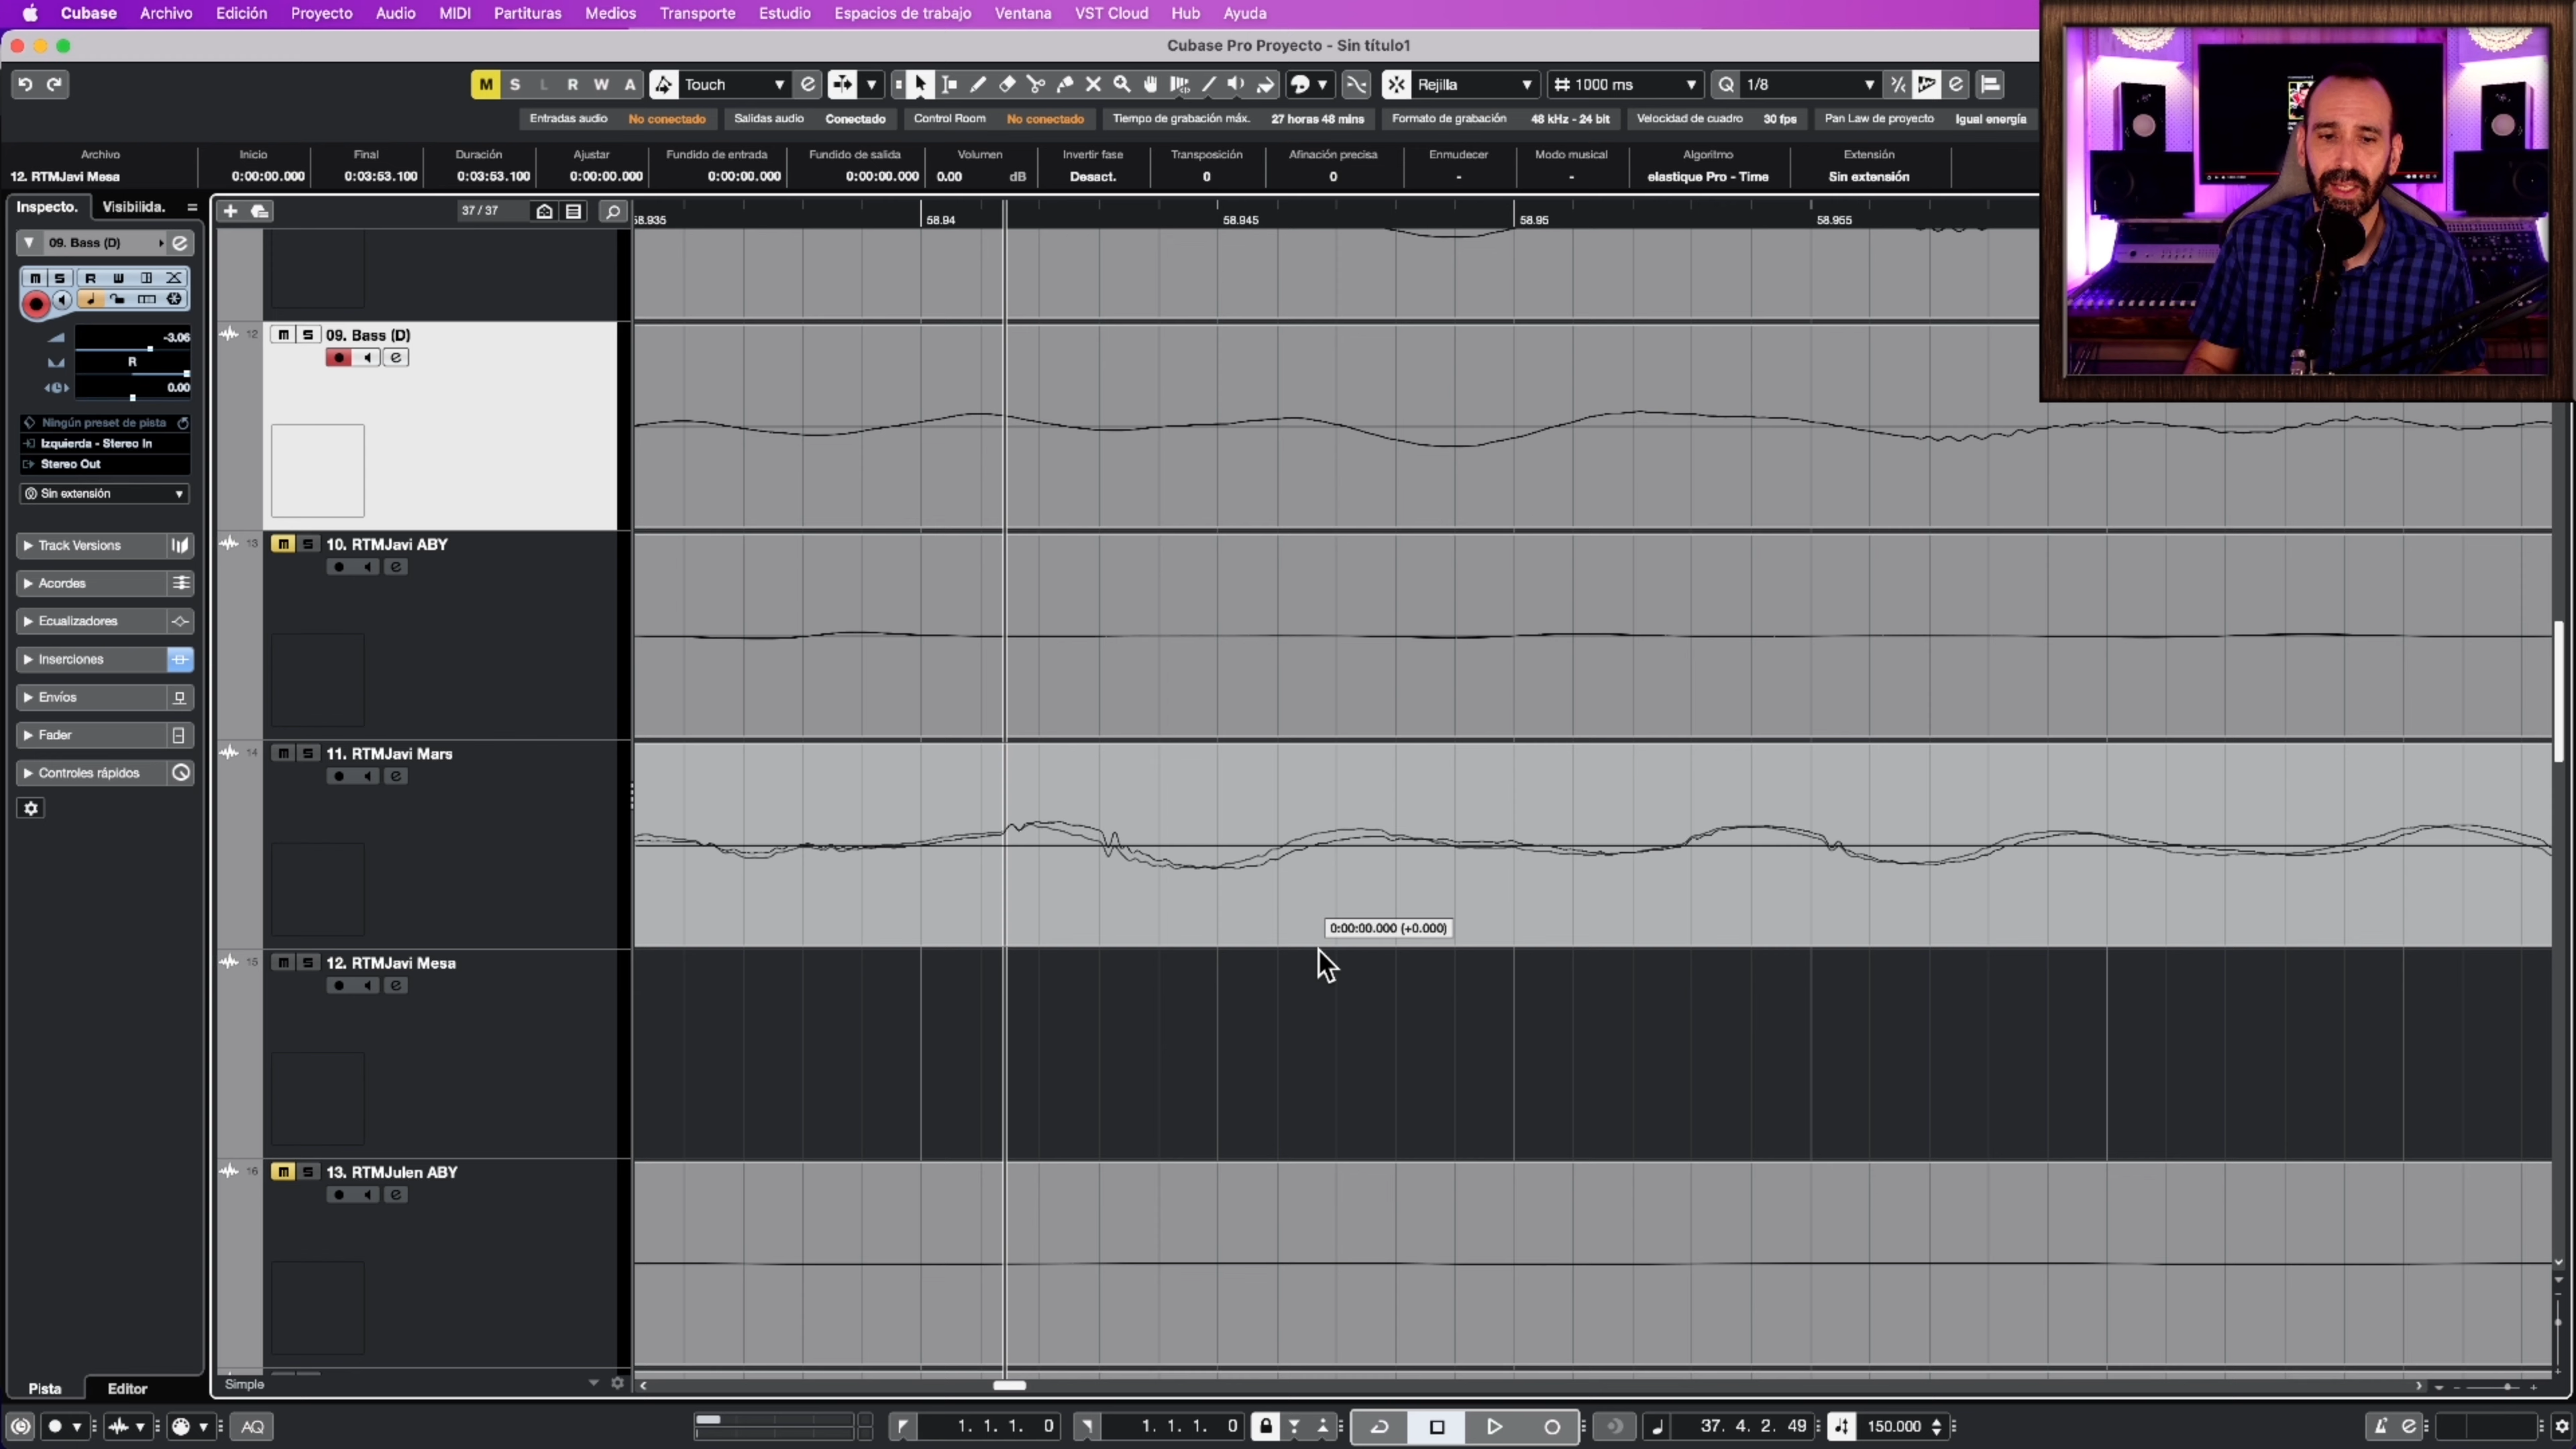 Cubase Archivo Edición Proyecto Audio MIDI Partituras Medios Transporte Estudio Espacios de trabajo Ventana VST Cloud Hub Ayuda
Cubase Pro Proyecto - Sin título1
M S L R W A Touch Rejilla 1000 ms Q 1/8
Entradas audio No conectado Salidas audio Conectado Control Room No conectado Tiempo de grabación máx. 27 horas 48 mins Formato de grabación 48 kHz - 24 bit Velocidad de cuadro 30 fps Pan Law de proyecto Igual energía
Archivo Inicio Final Duración Ajustar Fundido de entrada Fundido de salida Volumen Invertir fase Transposición Afinación precisa Enmudecer Modo musical Algoritmo Extensión
12. RTMJavi Mesa 0:00:00.000 0:03:53.100 0:03:53.100 0:00:00.000 0:00:00.000 0:00:00.000 0.00 dB Desact. 0 0 - - elastique Pro - Time Sin extensión
Inspecto. Visibilida. 37 / 37
58.935 58.94 58.945 58.95 58.955
09. Bass (D)
m S R W
-3.06
R
0.00
Ningún preset de pista
Izquierda - Stereo In
Stereo Out
Sin extensión
Track Versions
Acordes
Ecualizadores
Inserciones
Envíos
Fader
Controles rápidos
12 m S 09. Bass (D)
13 m S 10. RTMJavi ABY
14 m S 11. RTMJavi Mars
0:00:00.000 (+0.000)
15 m S 12. RTMJavi Mesa
16 m S 13. RTMJulen ABY
Simple
Pista Editor
AQ 1. 1. 1. 0 1. 1. 1. 0 37. 4. 2. 49 150.000